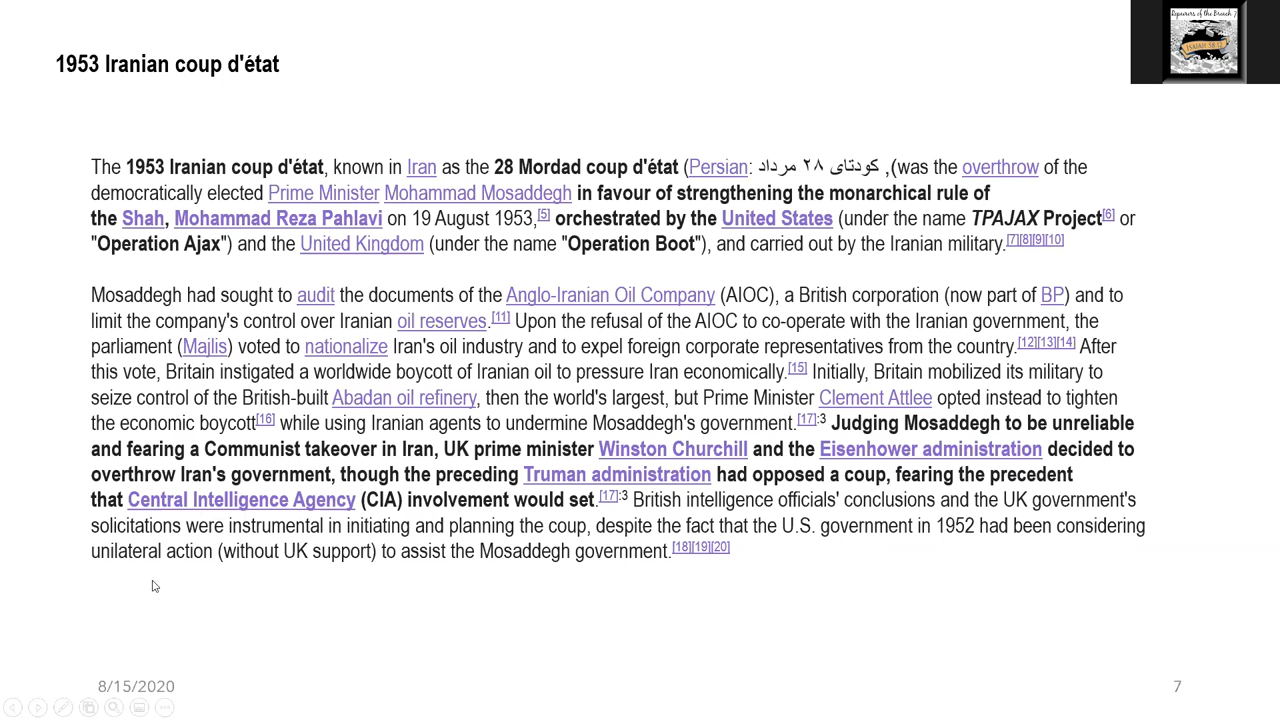 Repairers of the Breach 7
ISAIAH 58:12
1953 Iranian coup d'état
The 1953 Iranian coup d'état, known in Iran as the 28 Mordad coup d'état (Persian: کودتای ۲۸ مرداد ,(was the overthrow of the
democratically elected Prime Minister Mohammad Mosaddegh in favour of strengthening the monarchical rule of
the Shah, Mohammad Reza Pahlavi on 19 August 1953,[5] orchestrated by the United States (under the name TPAJAX Project[6] or
"Operation Ajax") and the United Kingdom (under the name "Operation Boot"), and carried out by the Iranian military.[7][8][9][10]
Mosaddegh had sought to audit the documents of the Anglo-Iranian Oil Company (AIOC), a British corporation (now part of BP) and to
limit the company's control over Iranian oil reserves.[11] Upon the refusal of the AIOC to co-operate with the Iranian government, the
parliament (Majlis) voted to nationalize Iran's oil industry and to expel foreign corporate representatives from the country.[12][13][14] After
this vote, Britain instigated a worldwide boycott of Iranian oil to pressure Iran economically.[15] Initially, Britain mobilized its military to
seize control of the British-built Abadan oil refinery, then the world's largest, but Prime Minister Clement Attlee opted instead to tighten
the economic boycott[16] while using Iranian agents to undermine Mosaddegh's government.[17]:3 Judging Mosaddegh to be unreliable
and fearing a Communist takeover in Iran, UK prime minister Winston Churchill and the Eisenhower administration decided to
overthrow Iran's government, though the preceding Truman administration had opposed a coup, fearing the precedent
that Central Intelligence Agency (CIA) involvement would set.[17]:3 British intelligence officials' conclusions and the UK government's
solicitations were instrumental in initiating and planning the coup, despite the fact that the U.S. government in 1952 had been considering
unilateral action (without UK support) to assist the Mosaddegh government.[18][19][20]
8/15/2020
7